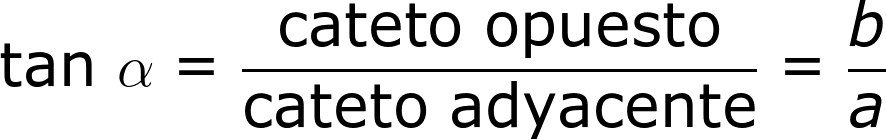 tan α = cateto opuesto / cateto adyacente = b / a